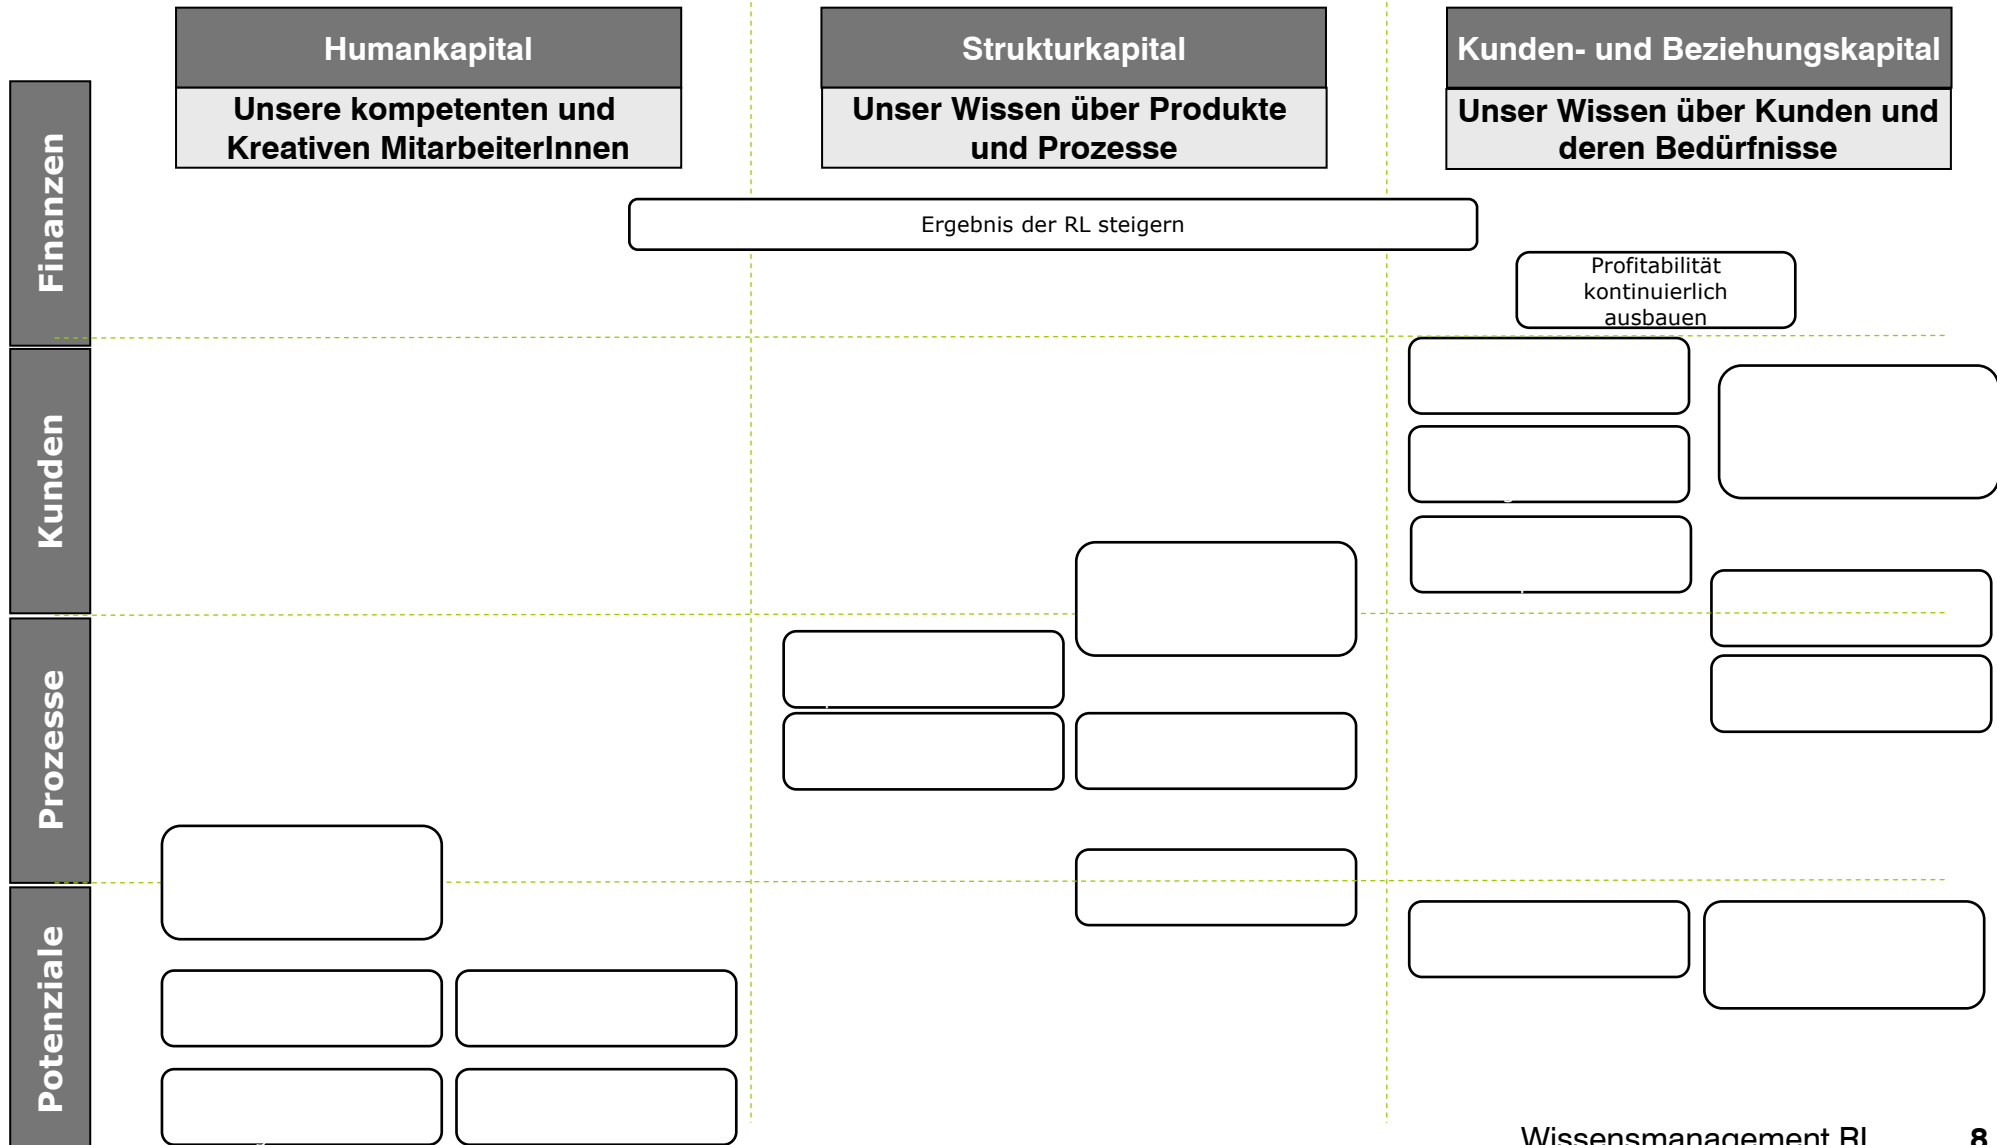 Humankapital
Strukturkapital
Kunden- und Beziehungskapital
Unsere kompetenten und
Kreativen MitarbeiterInnen
Unser Wissen über Produkte
und Prozesse
Unser Wissen über Kunden und
deren Bedürfnisse
Finanzen
Ergebnis der RL steigern
Profitabilität
kontinuierlich
ausbauen
Kunden
Prozesse
Potenziale
Wissensmanagement RL
8